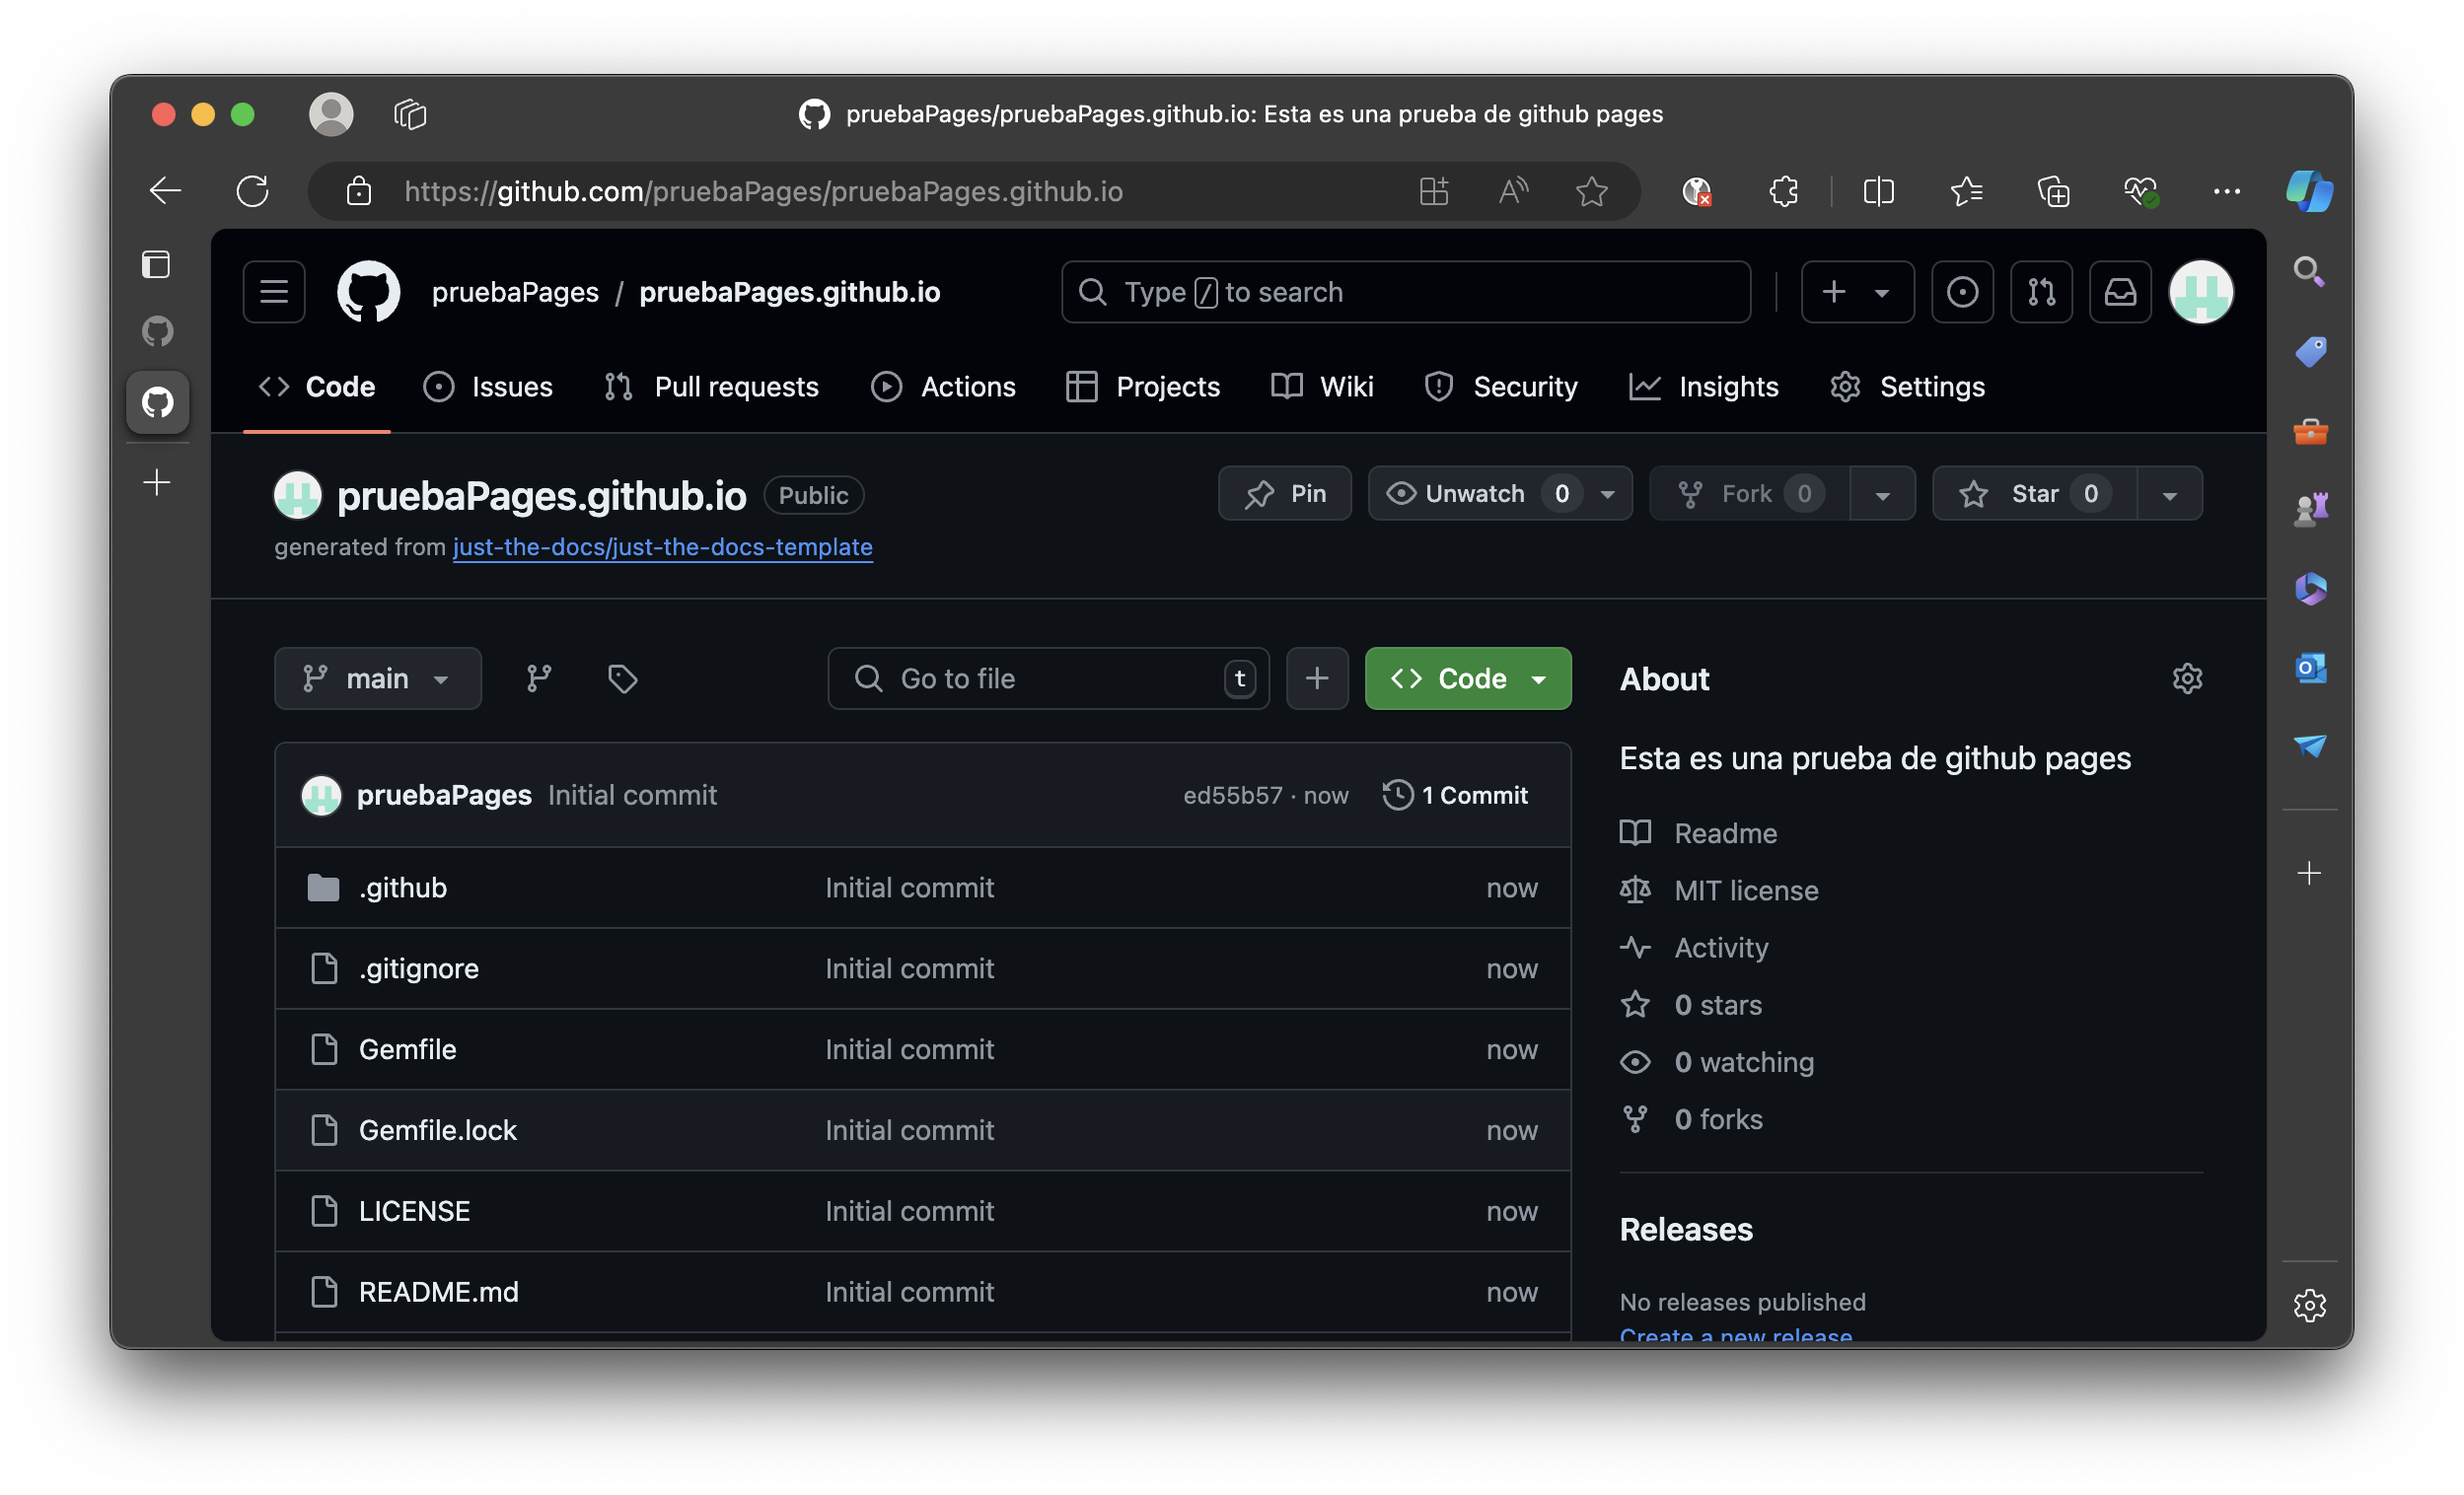 pruebaPages/pruebaPages.github.io: Esta es una prueba de github pages
https://github.com/pruebaPages/pruebaPages.github.io
pruebaPages / pruebaPages.github.io
Type / to search
Code Issues Pull requests Actions Projects Wiki Security Insights Settings
pruebaPages.github.io Public
Pin Unwatch 0 Fork 0 Star 0
generated from just-the-docs/just-the-docs-template
main Go to file t Code
pruebaPages Initial commit ed55b57 · now 1 Commit
.github Initial commit now
.gitignore Initial commit now
Gemfile Initial commit now
Gemfile.lock Initial commit now
LICENSE Initial commit now
README.md Initial commit now
About
Esta es una prueba de github pages
Readme
MIT license
Activity
0 stars
0 watching
0 forks
Releases
No releases published
Create a new release